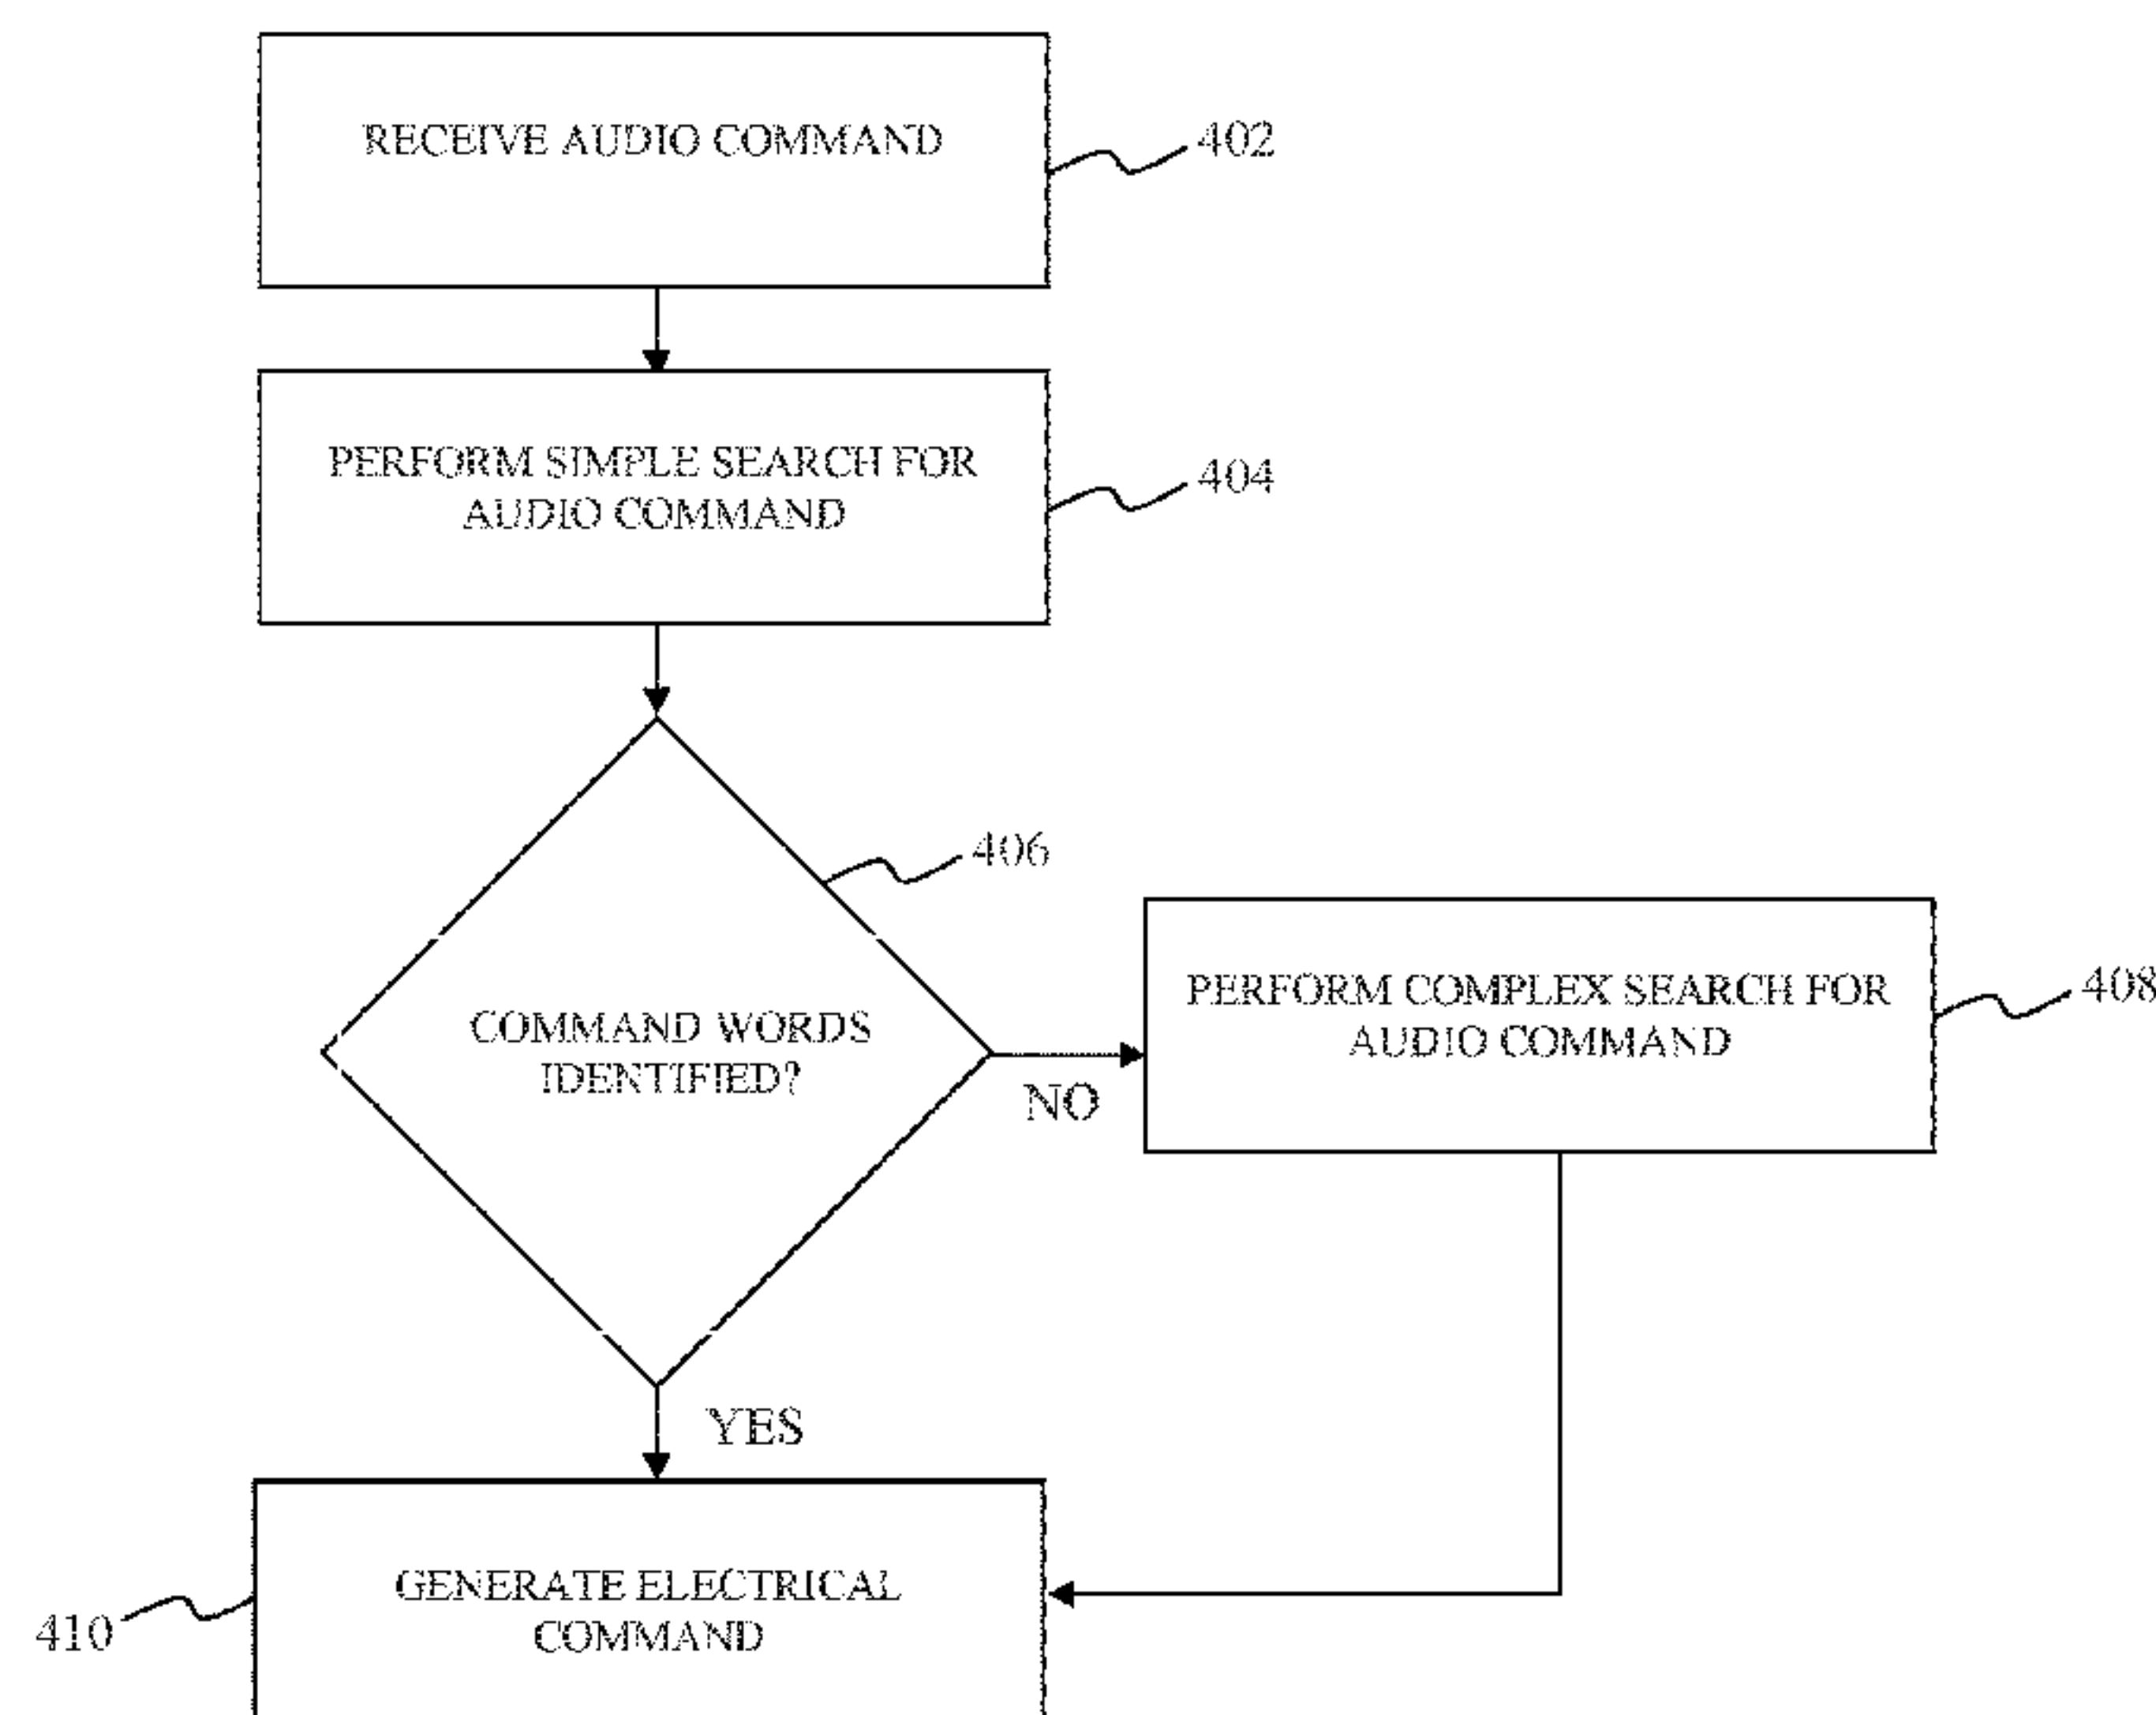 RECEIVE AUDIO COMMAND
402
PERFORM SIMPLE SEARCH FOR
AUDIO COMMAND
404
406
COMMAND WORDS
IDENTIFIED?
NO
PERFORM COMPLEX SEARCH FOR
AUDIO COMMAND
408
YES
GENERATE ELECTRICAL
COMMAND
410